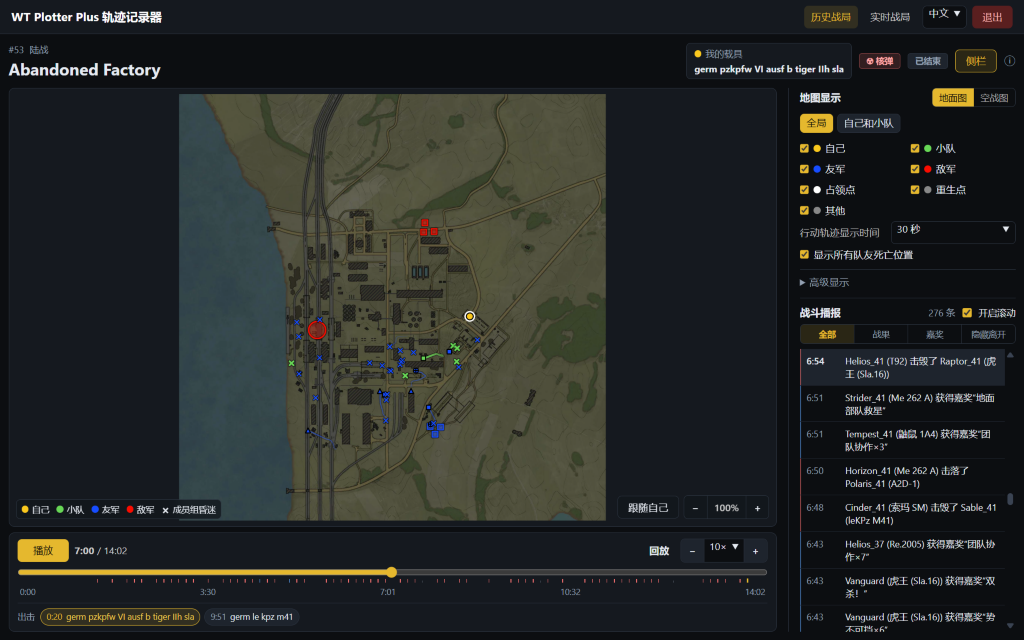 WT Plotter Plus 轨迹记录器
历史战局
实时战局
中文
退出
#53 陆战
Abandoned Factory
我的载具
germ pzkpfw VI ausf b tiger IIh sla
核弹
已结束
侧栏
地图显示
地面图
空战图
全局
自己和小队
自己
小队
友军
敌军
占领点
重生点
其他
行动轨迹显示时间
30 秒
显示所有队友死亡位置
高级显示
战斗播报
276 条
开启滚动
全部
战果
嘉奖
隐藏离开
6:54
Helios_41 (T92) 击毁了 Raptor_41 (虎
王 (Sla.16))
6:51
Strider_41 (Me 262 A) 获得嘉奖"地面
部队救星"
6:51
Tempest_41 (鼬鼠 1A4) 获得嘉奖"团
队协作×3"
6:50
Horizon_41 (Me 262 A) 击落了
Polaris_41 (A2D-1)
6:48
Cinder_41 (索玛 SM) 击毁了 Sable_41
(leKPz M41)
6:43
Helios_37 (Re.2005) 获得嘉奖"团队协
作×7"
6:43
Vanguard (虎王 (Sla.16)) 获得嘉奖"双
杀！"
6:43
Vanguard (虎王 (Sla.16)) 获得嘉奖"势
不可挡×6"
自己 小队 友军 敌军 成员组昏迷
跟随自己
− 100% +
播放
7:00 / 14:02
回放
− 10× +
0:00
3:30
7:01
10:32
14:02
出击
0:20 germ pzkpfw VI ausf b tiger IIh sla
9:51 germ le kpz m41